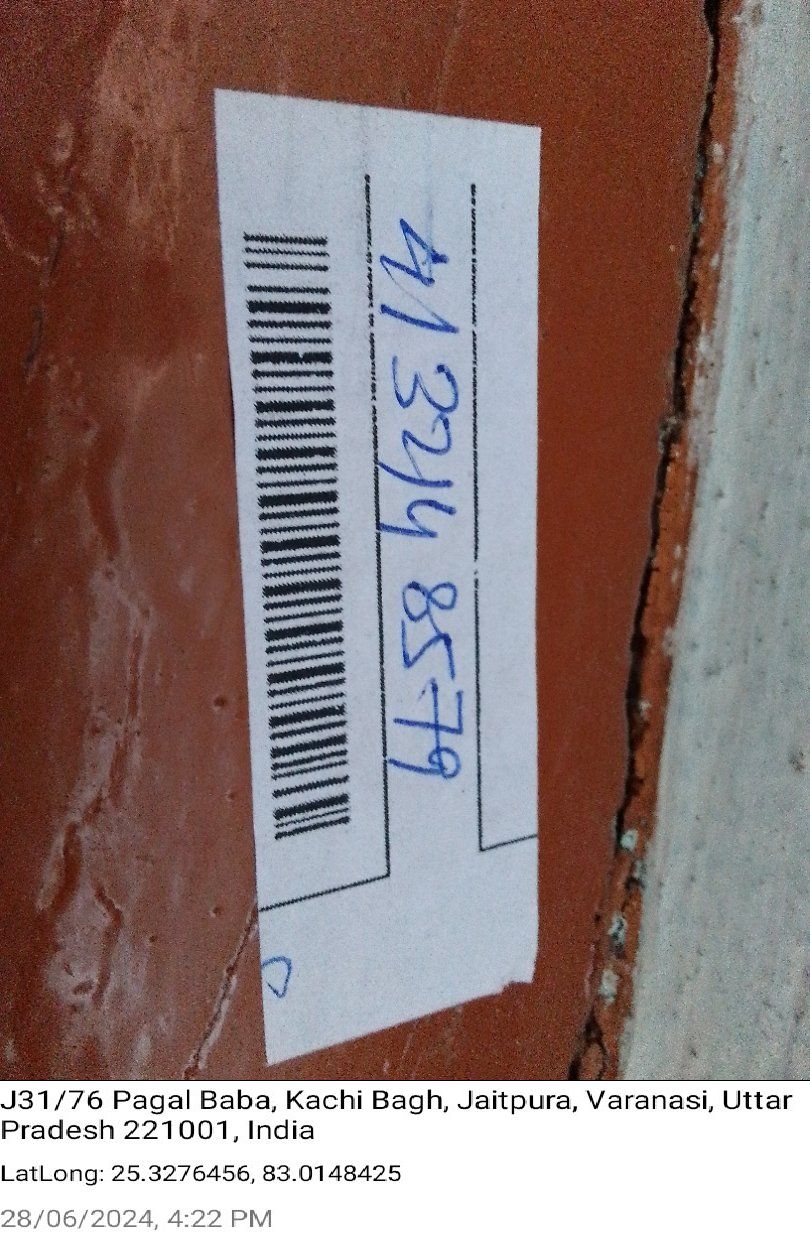 41 3244 8579
J31/76 Pagal Baba, Kachi Bagh, Jaitpura, Varanasi, Uttar
Pradesh 221001, India
LatLong: 25.3276456, 83.0148425
28/06/2024, 4:22 PM